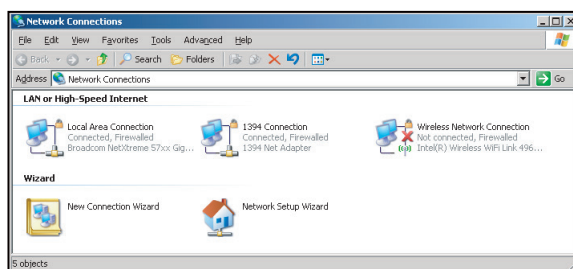 Network Connections
File Edit View Favorites Tools Advanced Help
Back Search Folders
Address Network Connections Go
LAN or High-Speed Internet
Local Area Connection
Connected, Firewalled
Broadcom NetXtreme 57xx Gig...
1394 Connection
Connected, Firewalled
1394 Net Adapter
Wireless Network Connection
Not connected, Firewalled
Intel(R) Wireless WiFi Link 496...
Wizard
New Connection Wizard
Network Setup Wizard
5 objects